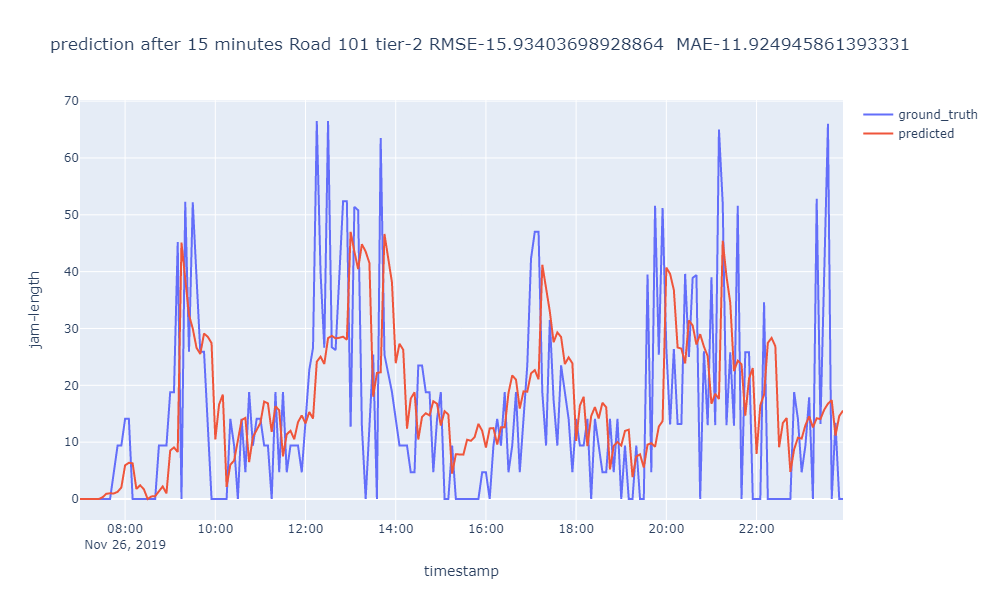 prediction after 15 minutes Road 101 tier-2 RMSE-15.93403698928864 MAE-11.924945861393331
70
60
50
40
30
20
10
0
jam-length
08:00 10:00 12:00 14:00 16:00 18:00 20:00 22:00
Nov 26, 2019
timestamp
ground_truth
predicted